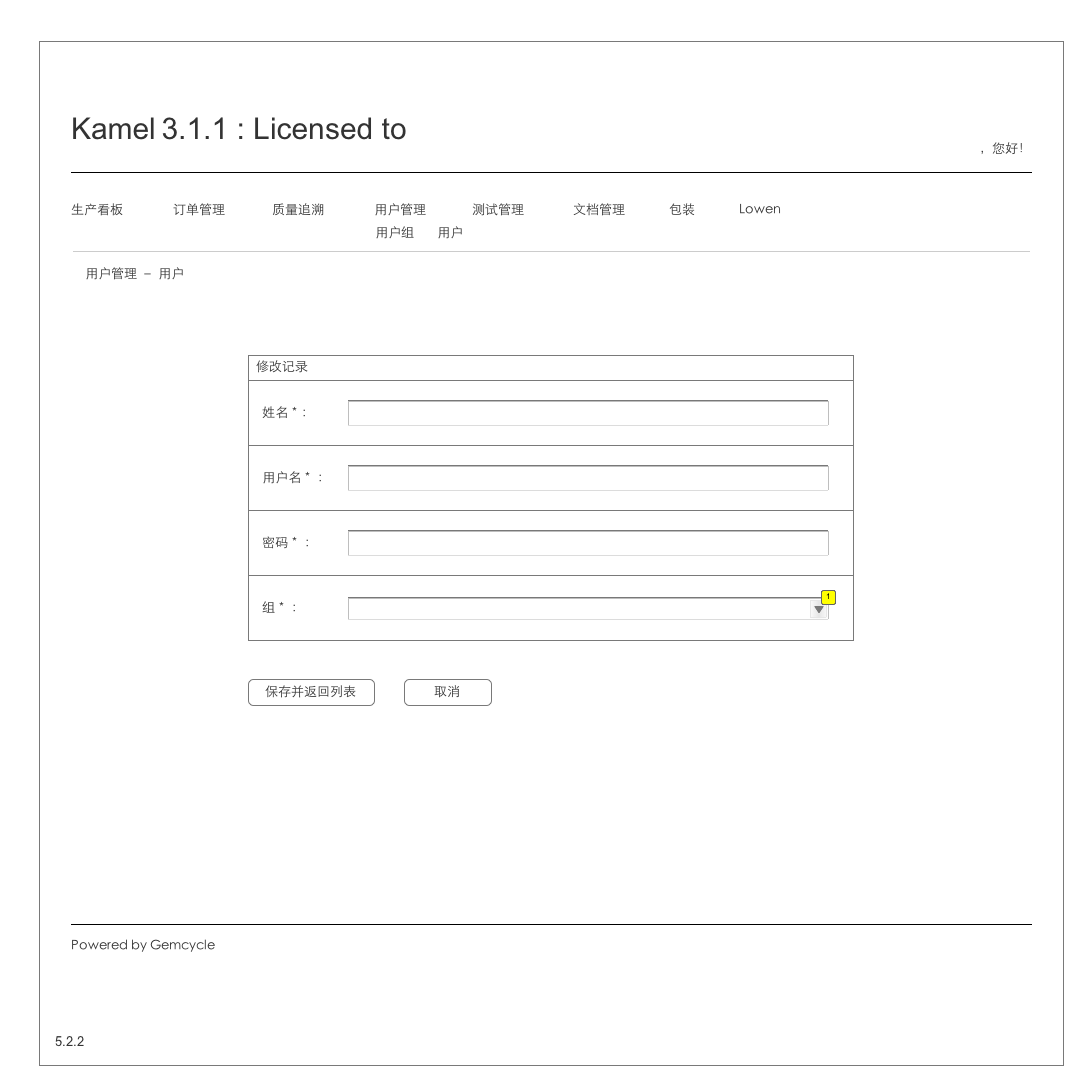 Kamel 3.1.1 : Licensed to
，您好!
生产看板 订单管理 质量追溯 用户管理 测试管理 文档管理 包装 Lowen
用户组 用户
用户管理 – 用户
修改记录
姓名 * :
用户名 * :
密码 * :
1
组 * :
保存并返回列表 取消
Powered by Gemcycle
5.2.2